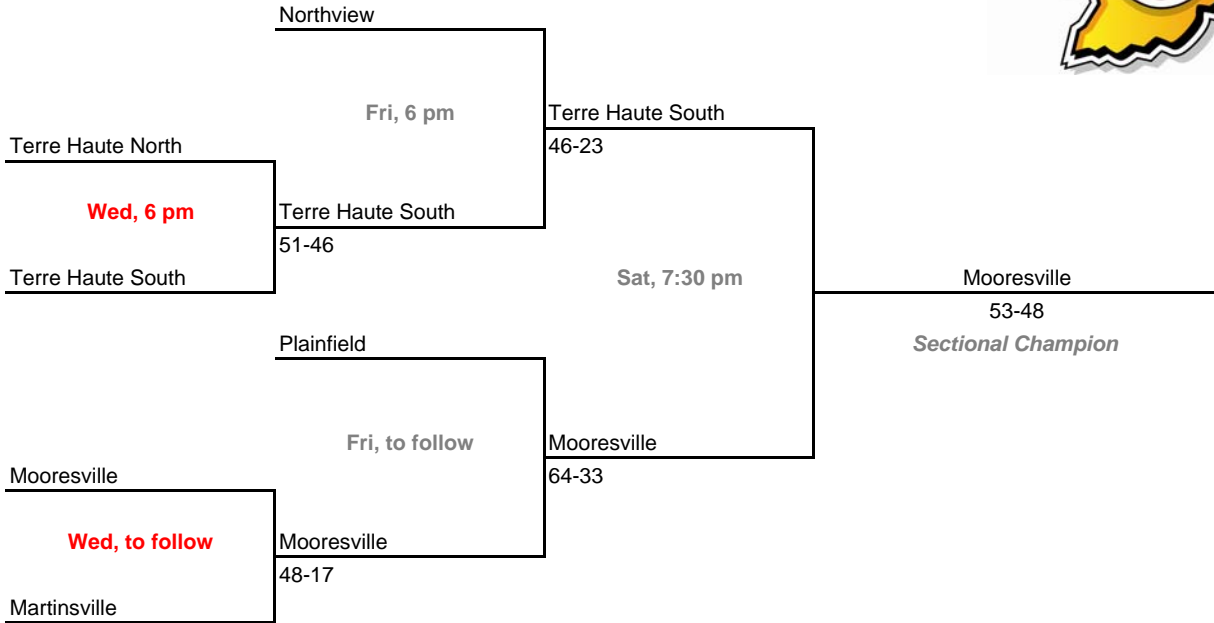 Northview
Fri, 6 pm
Terre Haute South
Terre Haute North
46-23
Wed, 6 pm
Terre Haute South
51-46
Terre Haute South
Sat, 7:30 pm
Mooresville
53-48
Plainfield
Sectional Champion
Fri, to follow
Mooresville
Mooresville
64-33
Wed, to follow
Mooresville
48-17
Martinsville